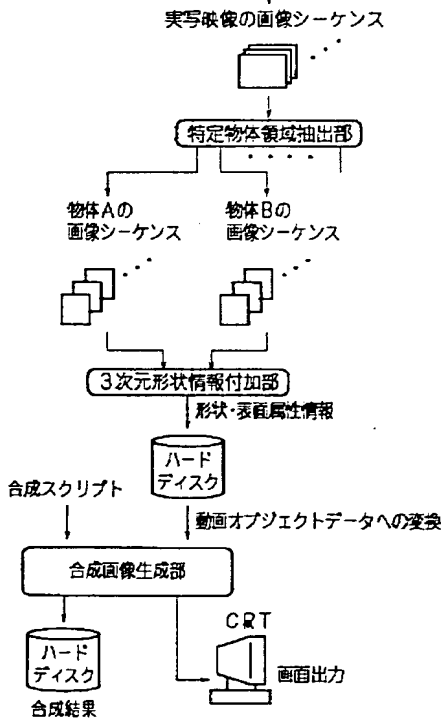 実写映像の画像シーケンス
特定物体領域抽出部
物体Aの
画像シーケンス
物体Bの
画像シーケンス
3次元形状情報付加部
形状・表面属性情報
ハード
ディスク
合成スクリプト
動画オブジェクトデータへの変換
合成画像生成部
ハード
ディスク
合成結果
CRT
画面出力